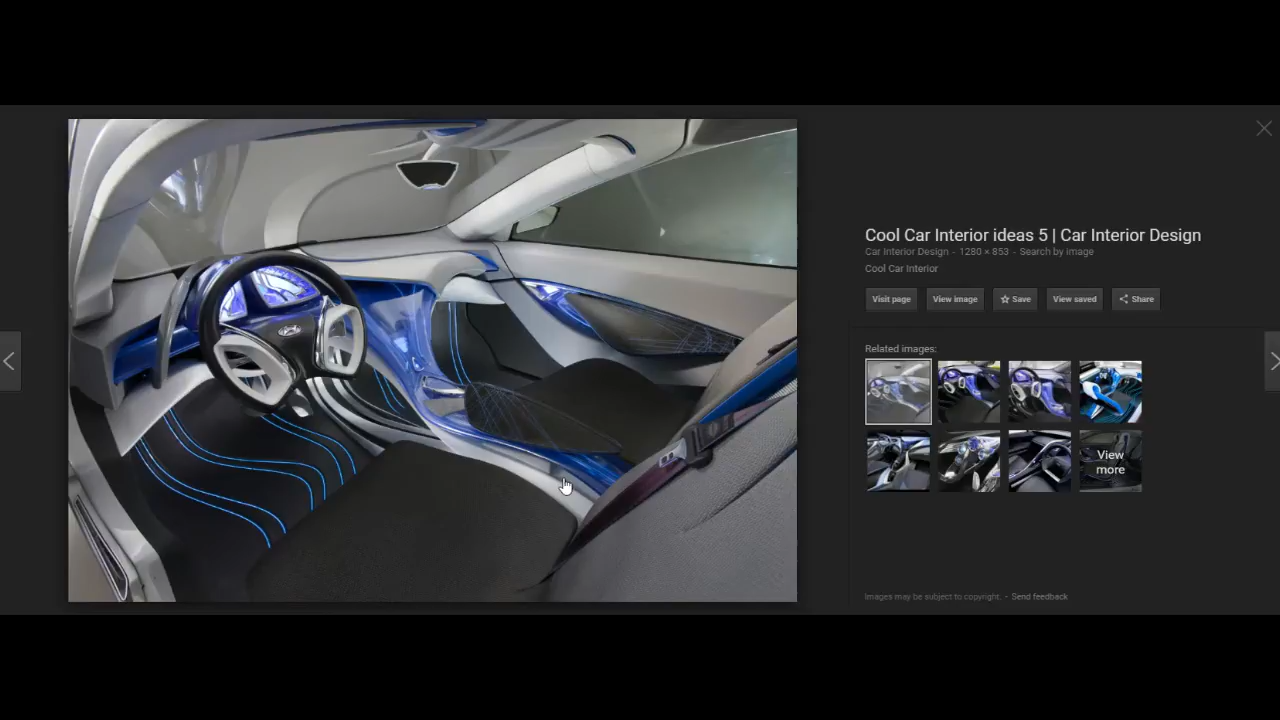 Cool Car Interior ideas 5 | Car Interior Design
Car Interior Design - 1280 × 853 - Search by image
Cool Car Interior
Visit page
View image
Save
View saved
Share
Related images:
View
more
Images may be subject to copyright. - Send feedback